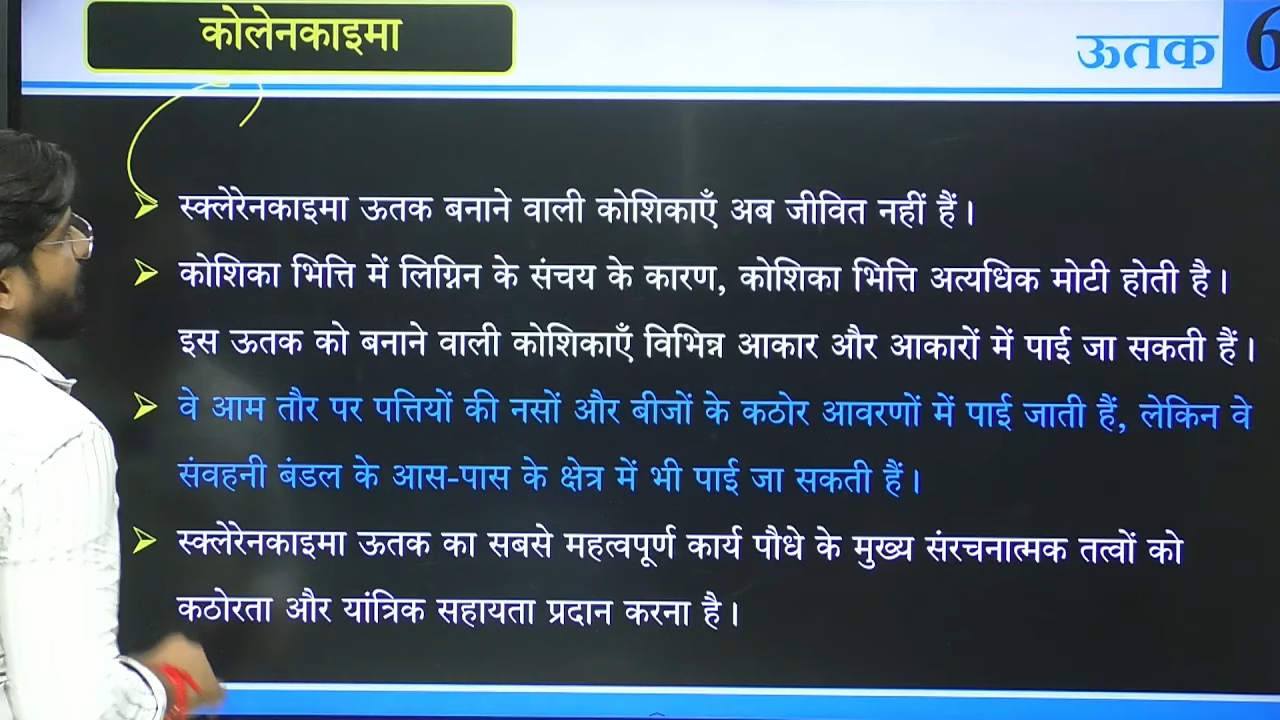 कोलेनकाइमा
ऊतक 6
स्क्लेरेनकाइमा ऊतक बनाने वाली कोशिकाएँ अब जीवित नहीं हैं।
कोशिका भित्ति में लिग्निन के संचय के कारण, कोशिका भित्ति अत्यधिक मोटी होती है।
इस ऊतक को बनाने वाली कोशिकाएँ विभिन्न आकार और आकारों में पाई जा सकती हैं।
वे आम तौर पर पत्तियों की नसों और बीजों के कठोर आवरणों में पाई जाती हैं, लेकिन वे
संवहनी बंडल के आस-पास के क्षेत्र में भी पाई जा सकती हैं।
स्क्लेरेनकाइमा ऊतक का सबसे महत्वपूर्ण कार्य पौधे के मुख्य संरचनात्मक तत्वों को
कठोरता और यांत्रिक सहायता प्रदान करना है।